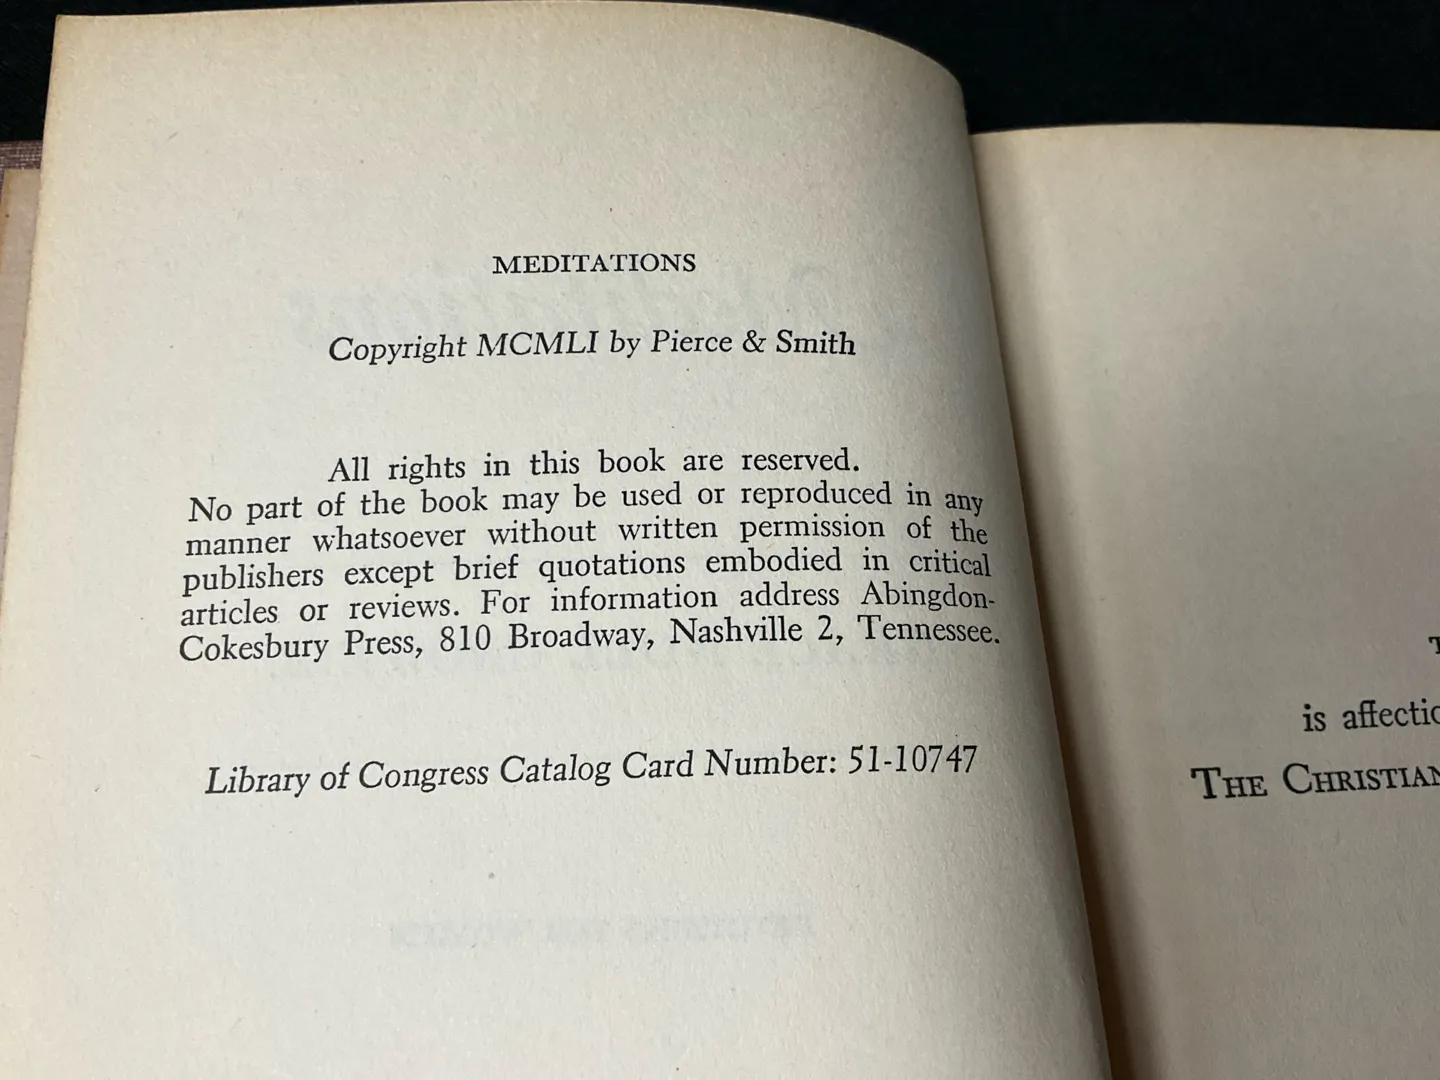 MEDITATIONS
Copyright MCMLI by Pierce & Smith
All rights in this book are reserved.
No part of the book may be used or reproduced in any
manner whatsoever without written permission of the
publishers except brief quotations embodied in critical
articles or reviews. For information address Abingdon-
Cokesbury Press, 810 Broadway, Nashville 2, Tennessee.
Library of Congress Catalog Card Number: 51-10747
is
THE CHRISTIAN